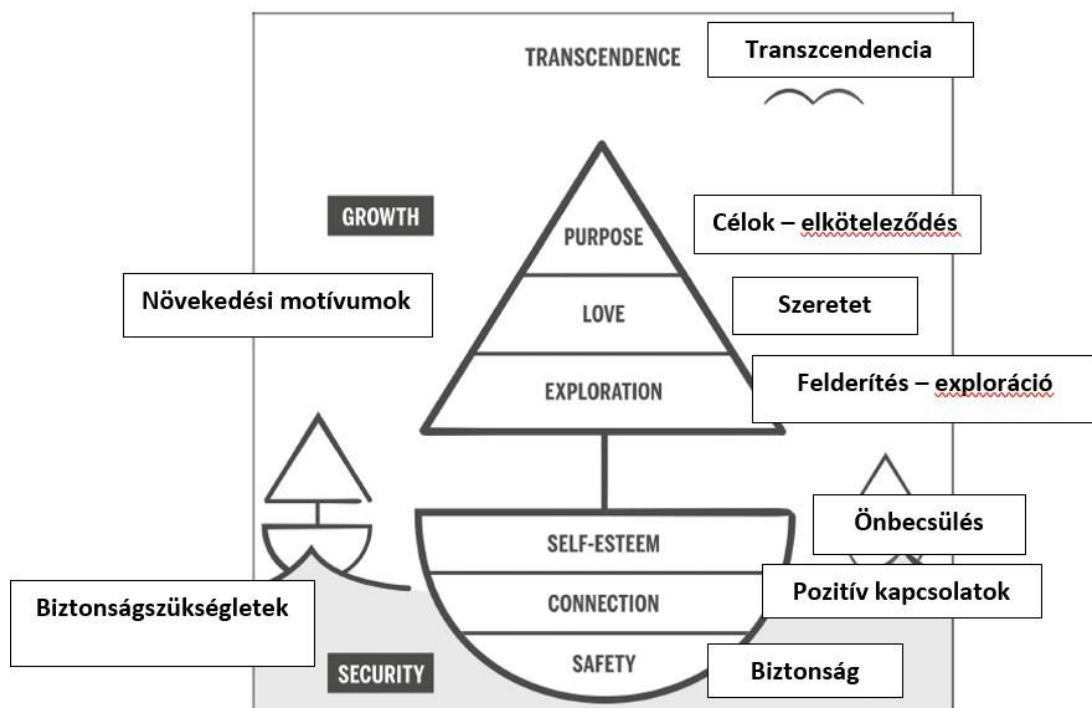 TRANSCENDENCE
Transzcendencia
GROWTH
PURPOSE
Célok – elköteleződés
Növekedési motívumok
LOVE
Szeretet
EXPLORATION
Felderítés – exploráció
SELF-ESTEEM
Önbecsülés
CONNECTION
Pozitív kapcsolatok
Biztonságszükségletek
SECURITY
SAFETY
Biztonság